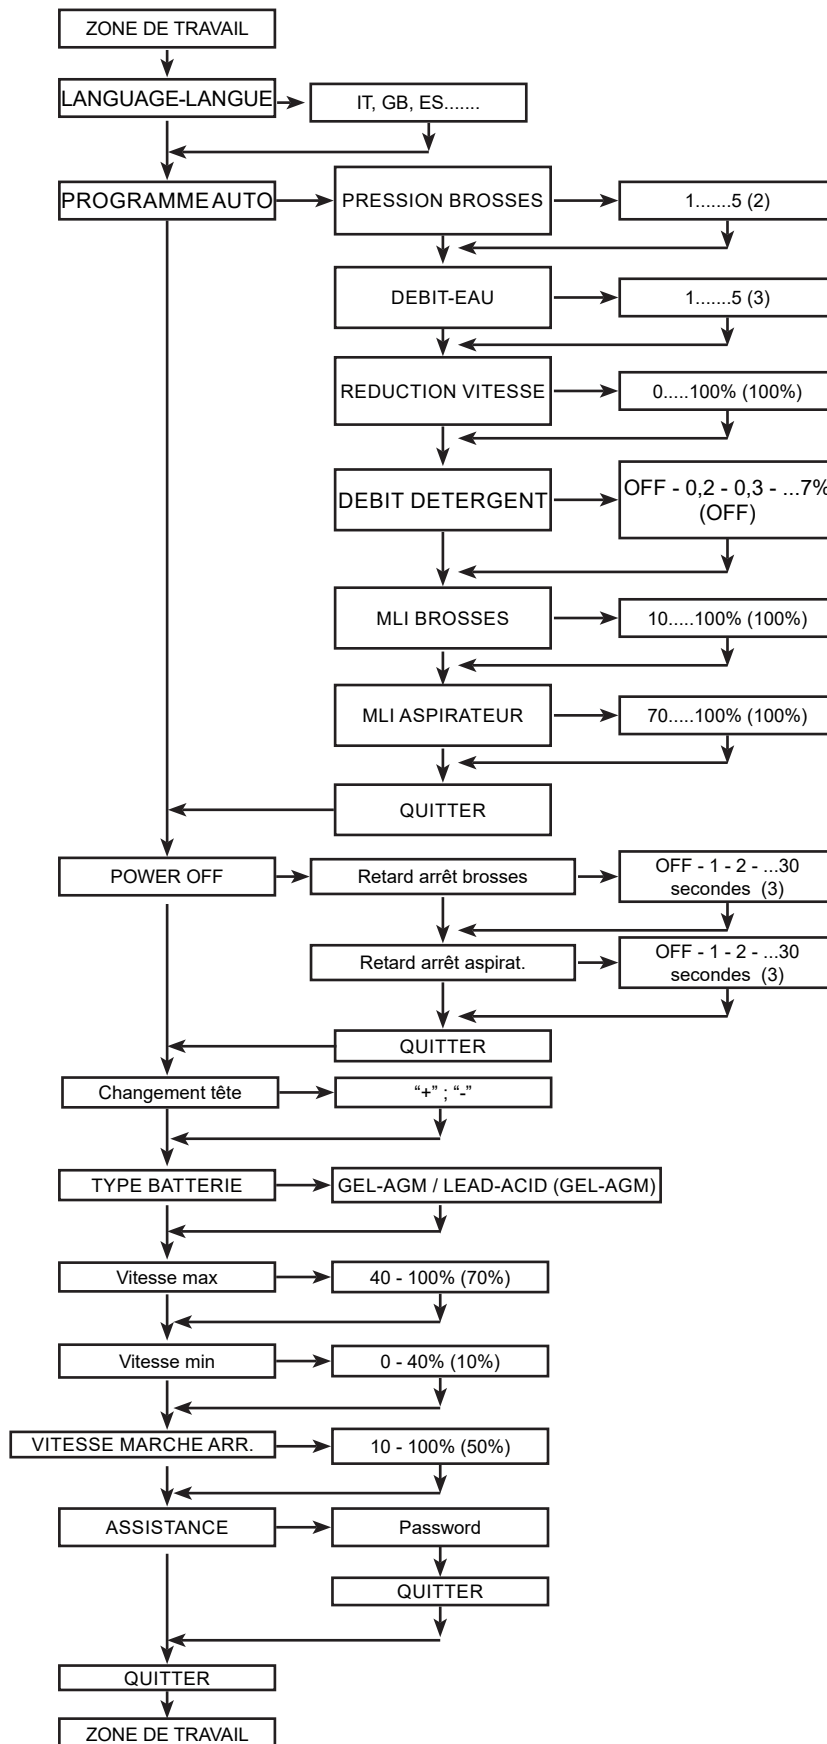 ZONE DE TRAVAIL
LANGUAGE-LANGUE
IT, GB, ES.......
PROGRAMME AUTO
PRESSION BROSSES
1.......5 (2)
DEBIT-EAU
1.......5 (3)
REDUCTION VITESSE
0.....100% (100%)
DEBIT DETERGENT
OFF - 0,2 - 0,3 - ...7%
(OFF)
MLI BROSSES
10.....100% (100%)
MLI ASPIRATEUR
70.....100% (100%)
QUITTER
POWER OFF
Retard arrêt brosses
OFF - 1 - 2 - ...30
secondes (3)
Retard arrêt aspirat.
OFF - 1 - 2 - ...30
secondes (3)
QUITTER
Changement tête
“+” ; “-”
TYPE BATTERIE
GEL-AGM / LEAD-ACID (GEL-AGM)
Vitesse max
40 - 100% (70%)
Vitesse min
0 - 40% (10%)
VITESSE MARCHE ARR.
10 - 100% (50%)
ASSISTANCE
Password
QUITTER
QUITTER
ZONE DE TRAVAIL